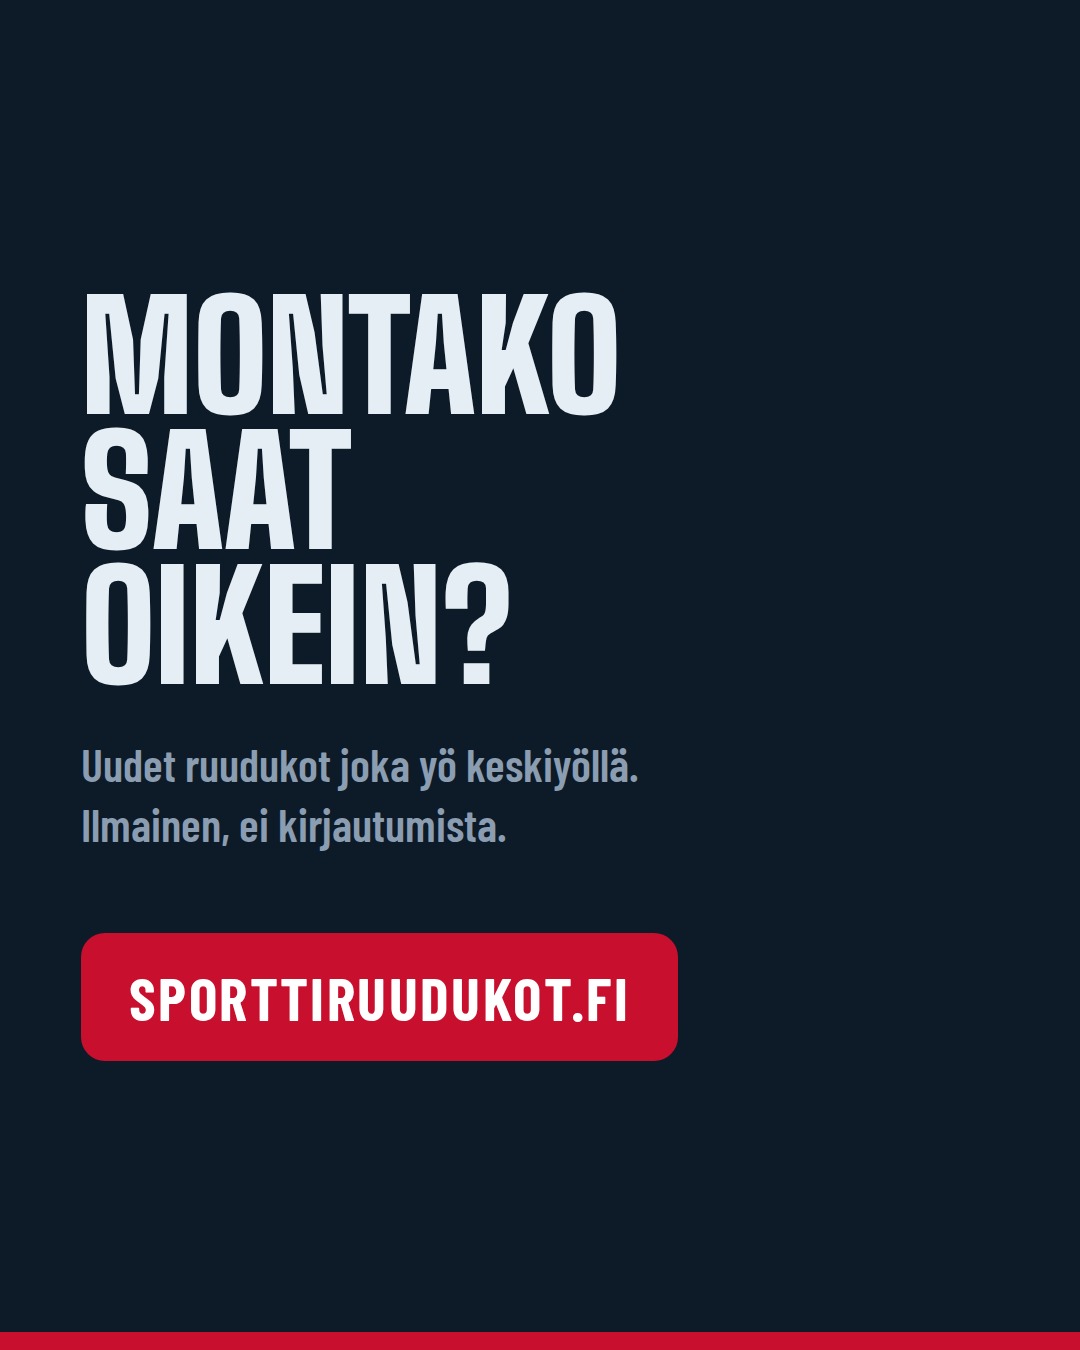 MONTAKO
SAAT
OIKEIN?
Uudet ruudukot joka yö keskiyöllä.
Ilmainen, ei kirjautumista.
SPORTTIRUUDUKOT.FI